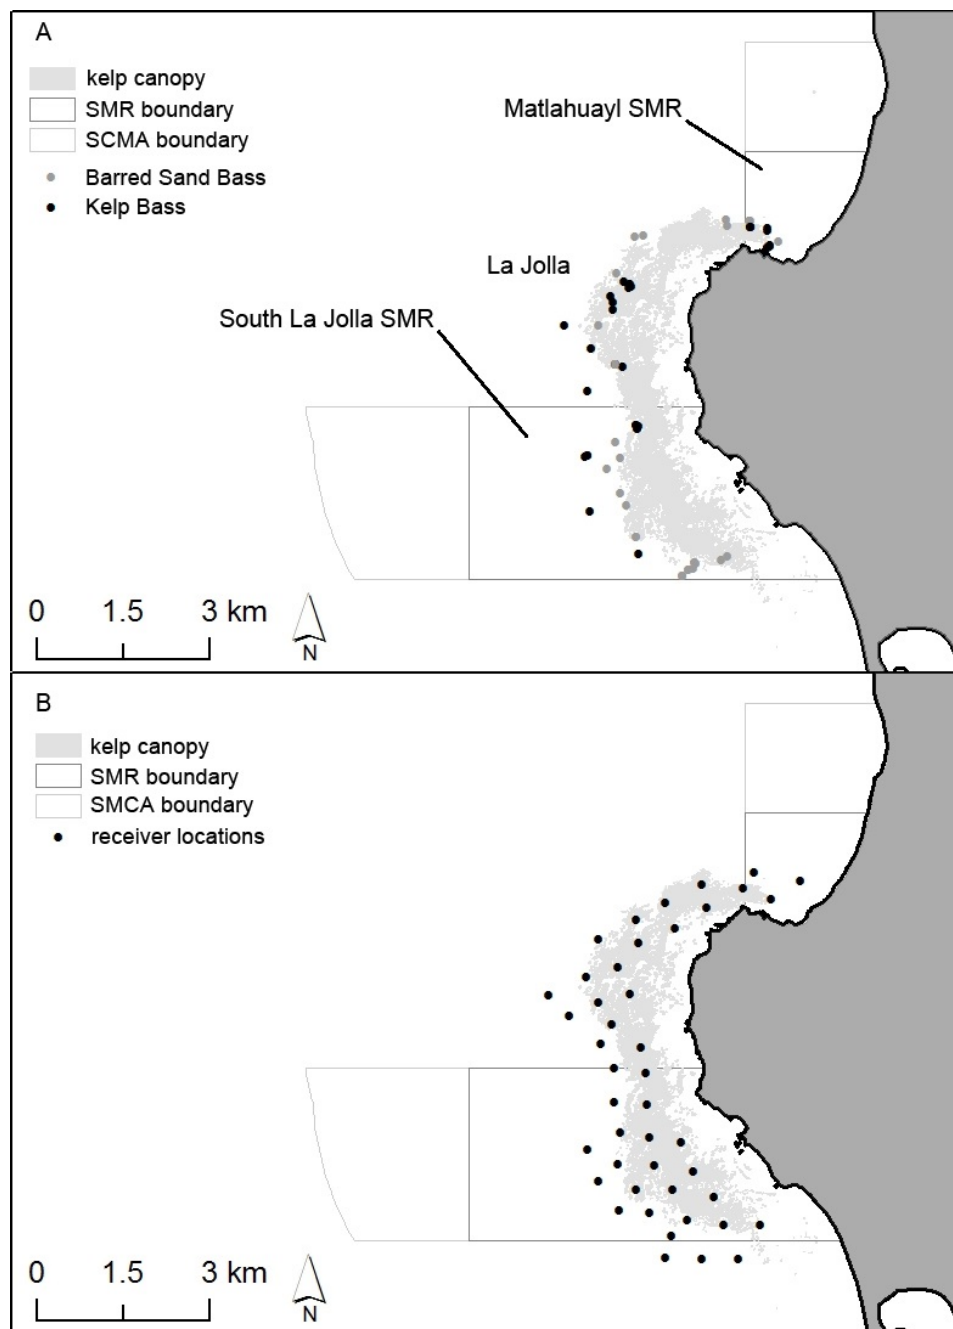 A
kelp canopy
SMR boundary
SCMA boundary
Barred Sand Bass
Kelp Bass
Matlahuayl SMR
La Jolla
South La Jolla SMR
0 1.5 3 km
N
B
kelp canopy
SMR boundary
SMCA boundary
receiver locations
0 1.5 3 km
N